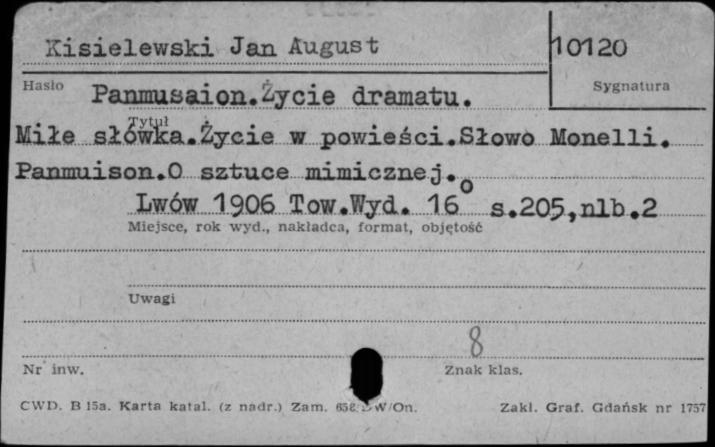 Kisielewski Jan August
10120
Hasło
Sygnatura
Panmusaion.Życie dramatu.
Tytuł
Miłe słówka.Życie w powieści.Słowo Monelli.
Panmuison.O sztuce mimicznej.
Lwów 1906 Tow.Wyd. 16° s.205,nlb.2
Miejsce, rok wyd., nakładca, format, objętość
Uwagi
8
Nr inw.
Znak klas.
CWD. B 15a. Karta katal. (z nadr.) Zam. W/On.
Zakl. Graf. Gdańsk nr 1757